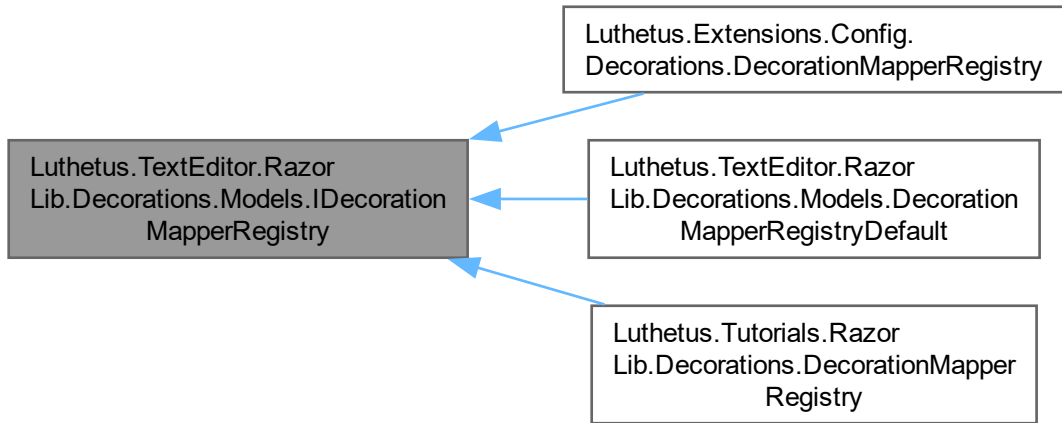 Luthetus.Extensions.Config.
Decorations.DecorationMapperRegistry
Luthetus.TextEditor.Razor
Lib.Decorations.Models.IDecoration
MapperRegistry
Luthetus.TextEditor.Razor
Lib.Decorations.Models.Decoration
MapperRegistryDefault
Luthetus.Tutorials.Razor
Lib.Decorations.DecorationMapper
Registry